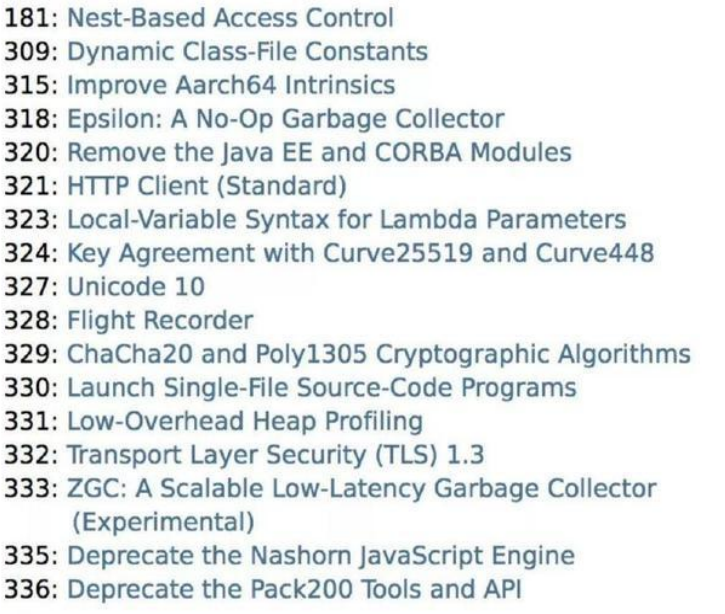 181: Nest-Based Access Control
309: Dynamic Class-File Constants
315: Improve Aarch64 Intrinsics
318: Epsilon: A No-Op Garbage Collector
320: Remove the Java EE and CORBA Modules
321: HTTP Client (Standard)
323: Local-Variable Syntax for Lambda Parameters
324: Key Agreement with Curve25519 and Curve448
327: Unicode 10
328: Flight Recorder
329: ChaCha20 and Poly1305 Cryptographic Algorithms
330: Launch Single-File Source-Code Programs
331: Low-Overhead Heap Profiling
332: Transport Layer Security (TLS) 1.3
333: ZGC: A Scalable Low-Latency Garbage Collector
(Experimental)
335: Deprecate the Nashorn JavaScript Engine
336: Deprecate the Pack200 Tools and API